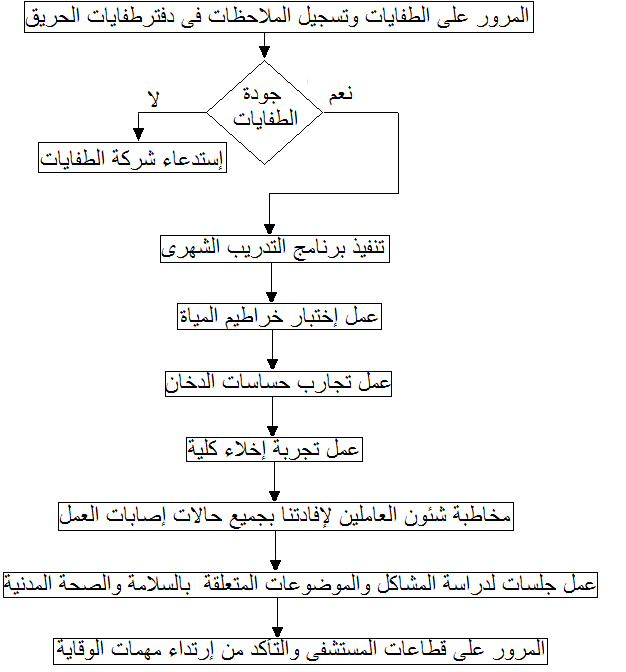 المرور على الطفايات وتسجيل الملاحظات فى دفترطفايات الحريق
جودة
الطفايات
نعم
لا
إستدعاء شركة الطفايات
تنفيذ برنامج التدريب الشهرى
عمل إختبار خراطيم المياة
عمل تجارب حساسات الدخان
عمل تجربة إخلاء كلية
مخاطبة شئون العاملين لإفادتنا بجميع حالات إصابات العمل
عمل جلسات لدراسة المشاكل والموضوعات المتعلقة بالسلامة والصحة المدنية
المرور على قطاعات المستشفى والتأكد من إرتداء مهمات الوقاية